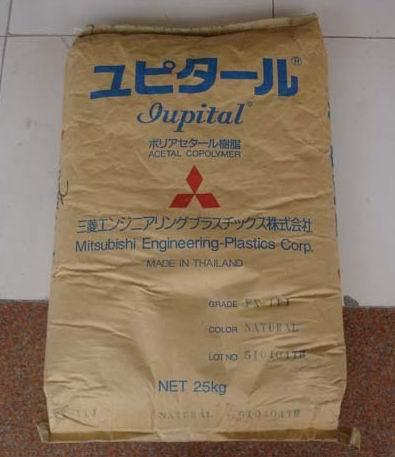 ユピタール®
Iupital®
ポリアセタール樹脂
ACETAL COPOLYMER
三菱エンジニアリングプラスチックス株式会社
Mitsubishi Engineering-Plastics Corp.
MADE IN THAILAND
GRADE
COLOR NATURAL
LOT NO
NET 25kg
NATURAL